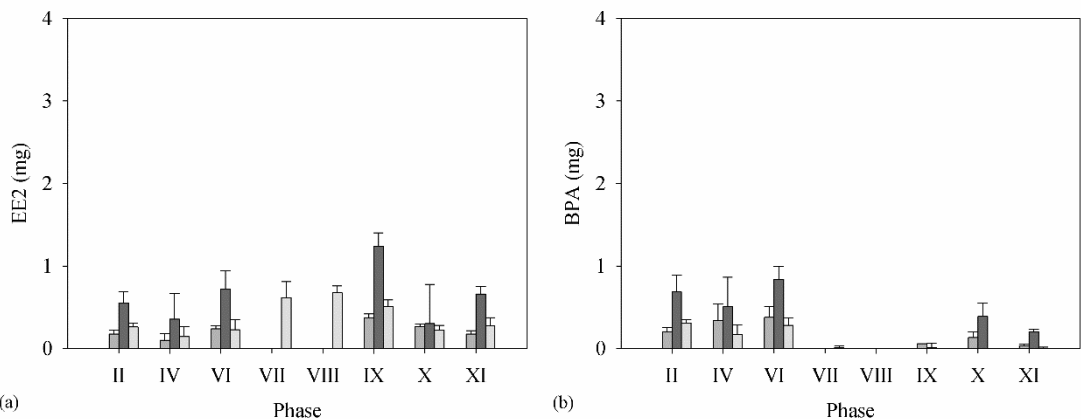 4
3
2
1
0
EE2 (mg)
II IV VI VII VIII IX X XI
Phase
(a)
4
3
2
1
0
BPA (mg)
II IV VI VII VIII IX X XI
Phase
(b)